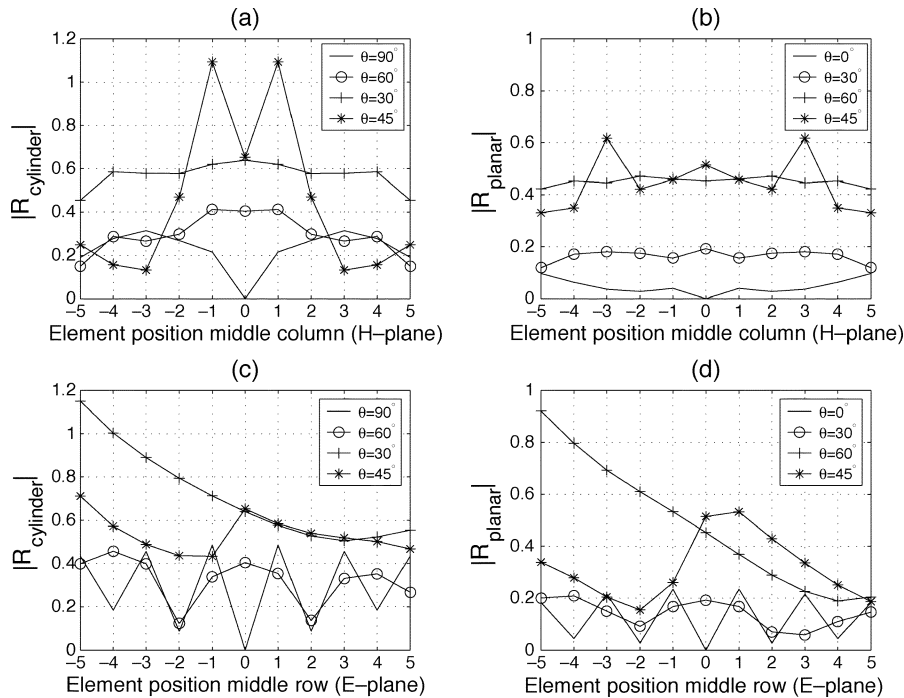 (a)
|R_cylinder|
1.2
1
0.8
0.6
0.4
0.2
0
θ=90°
θ=60°
θ=30°
θ=45°
−5 −4 −3 −2 −1 0 1 2 3 4 5
Element position middle column (H−plane)
(b)
|R_planar|
1
0.8
0.6
0.4
0.2
0
θ=0°
θ=30°
θ=60°
θ=45°
−5 −4 −3 −2 −1 0 1 2 3 4 5
Element position middle column (H−plane)
(c)
|R_cylinder|
1.2
1
0.8
0.6
0.4
0.2
0
θ=90°
θ=60°
θ=30°
θ=45°
−5 −4 −3 −2 −1 0 1 2 3 4 5
Element position middle row (E−plane)
(d)
|R_planar|
1
0.8
0.6
0.4
0.2
0
θ=0°
θ=30°
θ=60°
θ=45°
−5 −4 −3 −2 −1 0 1 2 3 4 5
Element position middle row (E−plane)